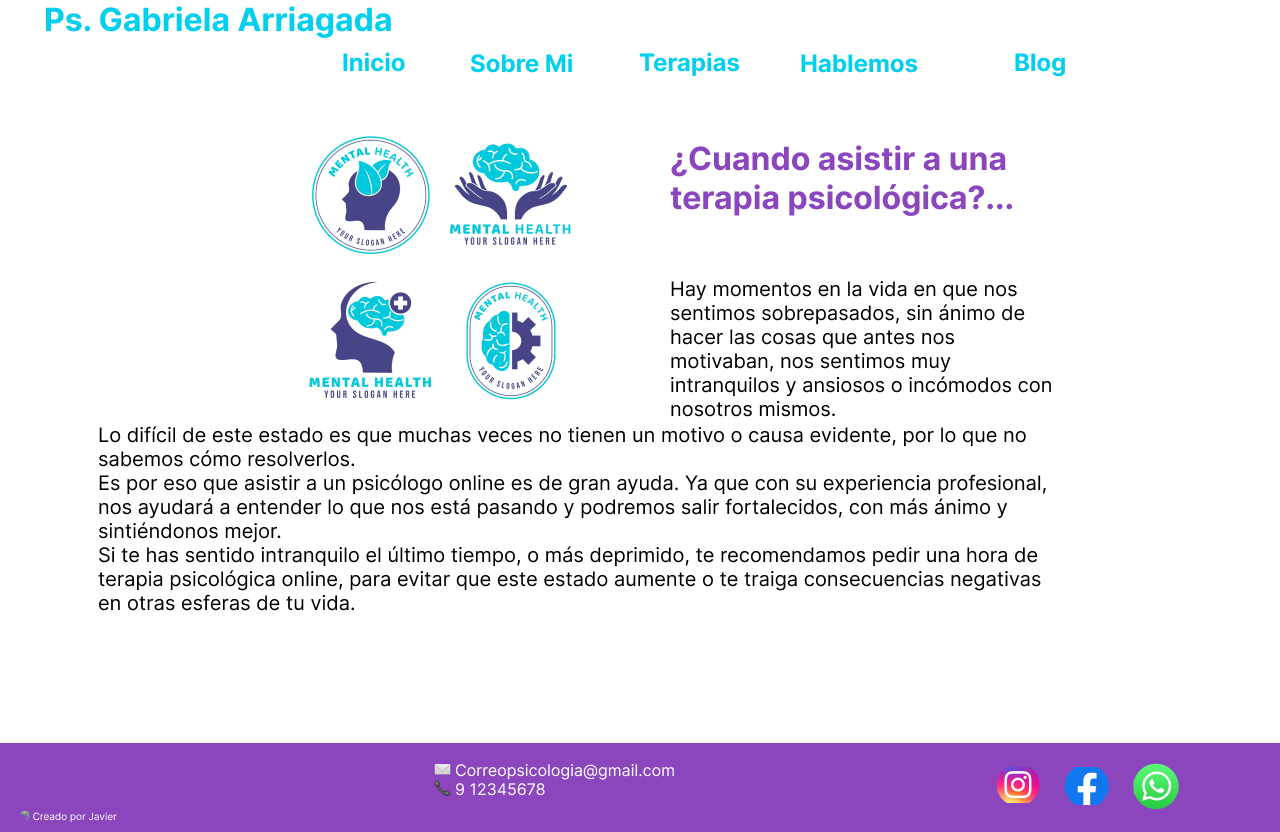 Ps. Gabriela Arriagada
Inicio
Sobre Mi
Terapias
Hablemos
Blog
MENTAL HEALTH
YOUR SLOGAN HERE
MENTAL HEALTH
YOUR SLOGAN HERE
MENTAL HEALTH
YOUR SLOGAN HERE
MENTAL HEALTH
YOUR SLOGAN HERE
¿Cuando asistir a una
terapia psicológica?...
Hay momentos en la vida en que nos
sentimos sobrepasados, sin ánimo de
hacer las cosas que antes nos
motivaban, nos sentimos muy
intranquilos y ansiosos o incómodos con
nosotros mismos.
Lo difícil de este estado es que muchas veces no tienen un motivo o causa evidente, por lo que no
sabemos cómo resolverlos.
Es por eso que asistir a un psicólogo online es de gran ayuda. Ya que con su experiencia profesional,
nos ayudará a entender lo que nos está pasando y podremos salir fortalecidos, con más ánimo y
sintiéndonos mejor.
Si te has sentido intranquilo el último tiempo, o más deprimido, te recomendamos pedir una hora de
terapia psicológica online, para evitar que este estado aumente o te traiga consecuencias negativas
en otras esferas de tu vida.
Correopsicologia@gmail.com
9 12345678
Creado por Javier